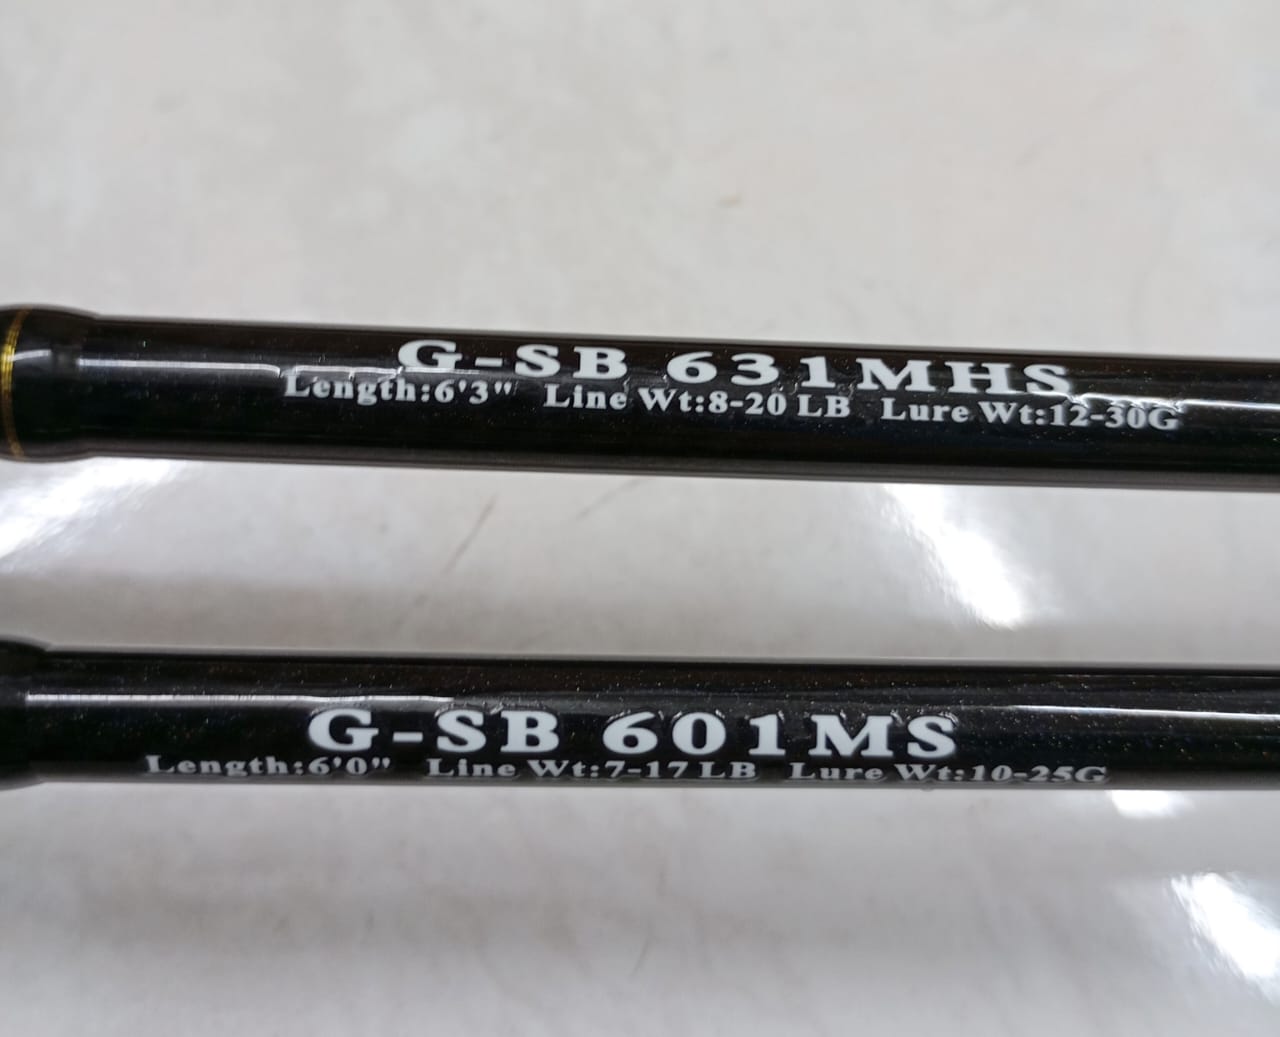 G-SB 631MHS
Length:6'3" Line Wt:8-20 LB Lure Wt:12-30G
G-SB 601MS
Length:6'0" Line Wt:7-17 LB Lure Wt:10-25G